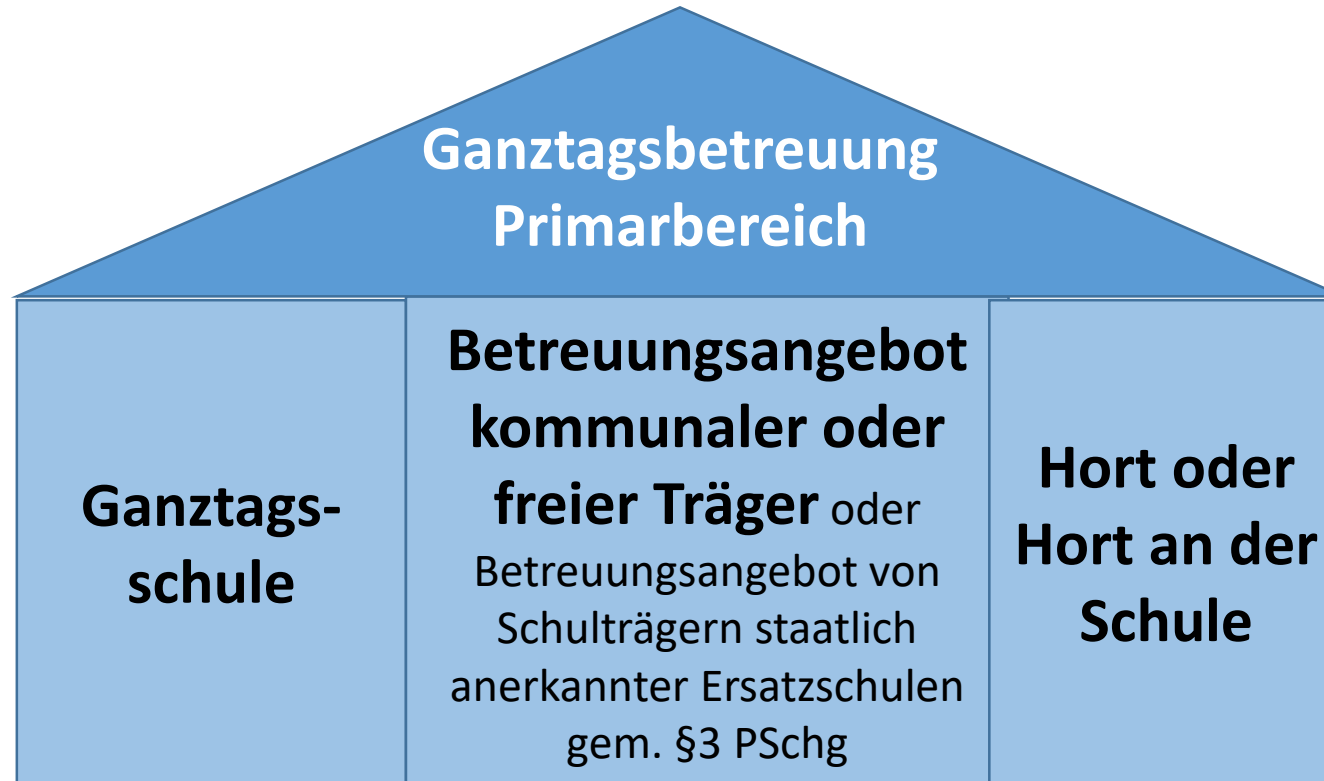 Ganztagsbetreuung
Primarbereich
Ganztags-
schule
Betreuungsangebot
kommunaler oder
freier Träger oder
Betreuungsangebot von
Schulträgern staatlich
anerkannter Ersatzschulen
gem. §3 PSchg
Hort oder
Hort an der
Schule